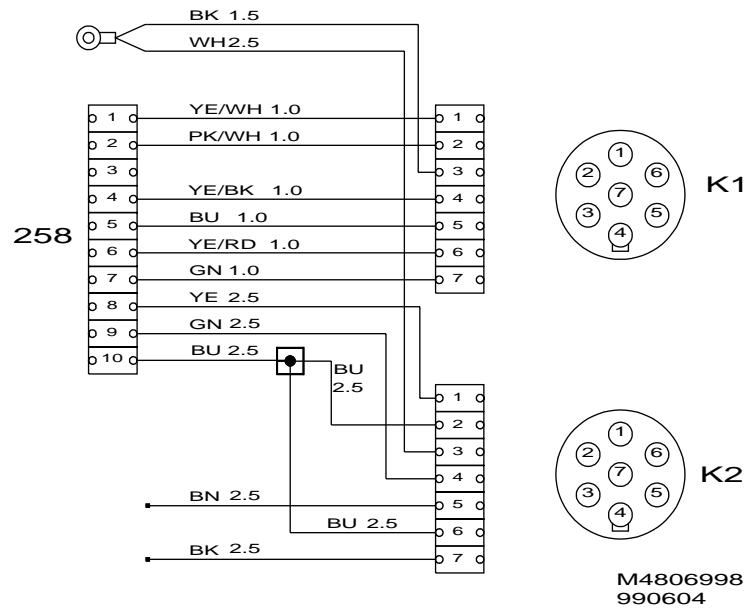 BK 1.5
WH2.5
1 YE/WH 1.0 1
2 PK/WH 1.0 2
3 3
4 YE/BK 1.0 4
5 BU 1.0 5
6 YE/RD 1.0 6
7 GN 1.0 7
8 YE 2.5
9 GN 2.5
10 BU 2.5
258
BU
2.5
1
2
3
4
BN 2.5 5
BU 2.5 6
BK 2.5 7
1
2 6
7
3 5
4
K1
1
2 6
7
3 5
4
K2
M4806998
990604